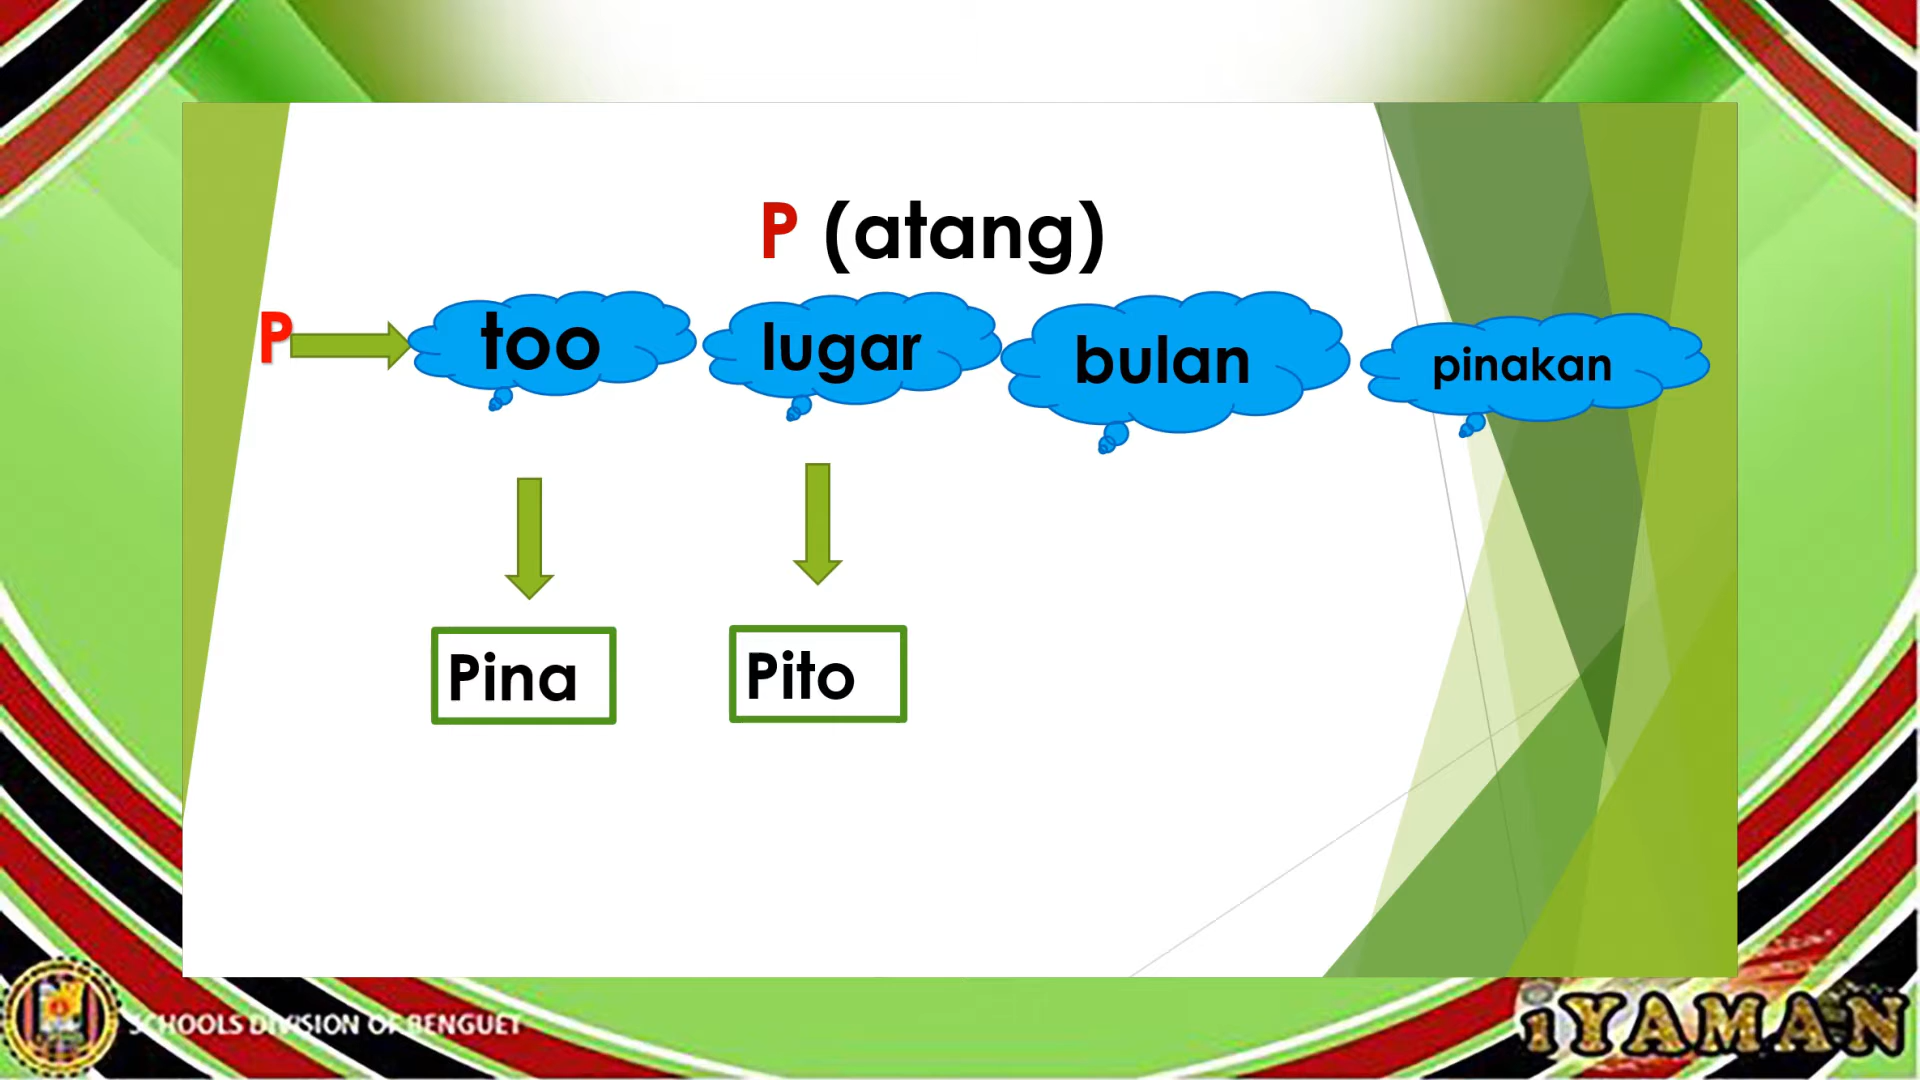 P (atang)
P too lugar bulan pinakan
Pina Pito
SCHOOLS DIVISION OF BENGUET
iYAMAN